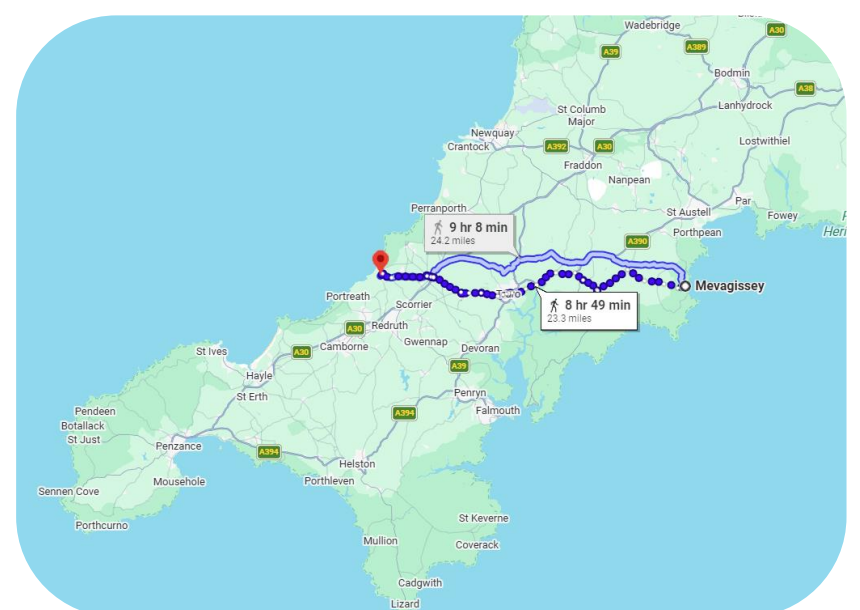 Wadebridge
A30
A39
A389
Bodmin
A38
Lanhydrock
St Columb
Major
Lostwithiel
Newquay
Crantock
A392
A30
Fraddon
Nanpean
Par
St Austell
Fowey
Perranporth
9 hr 8 min
24.2 miles
A390
Porthpean
Heri
Mevagissey
Portreath
Scorrier
Truro
8 hr 49 min
23.3 miles
Redruth
A30
Gwennap
Devoran
Camborne
St Ives
A30
A39
Hayle
St Erth
Penryn
Pendeen
A394
Falmouth
Botallack
St Just
Penzance
A394
Helston
Mousehole
Porthleven
Sennen Cove
Porthcurno
St Keverne
Mullion
Coverack
Cadgwith
Lizard